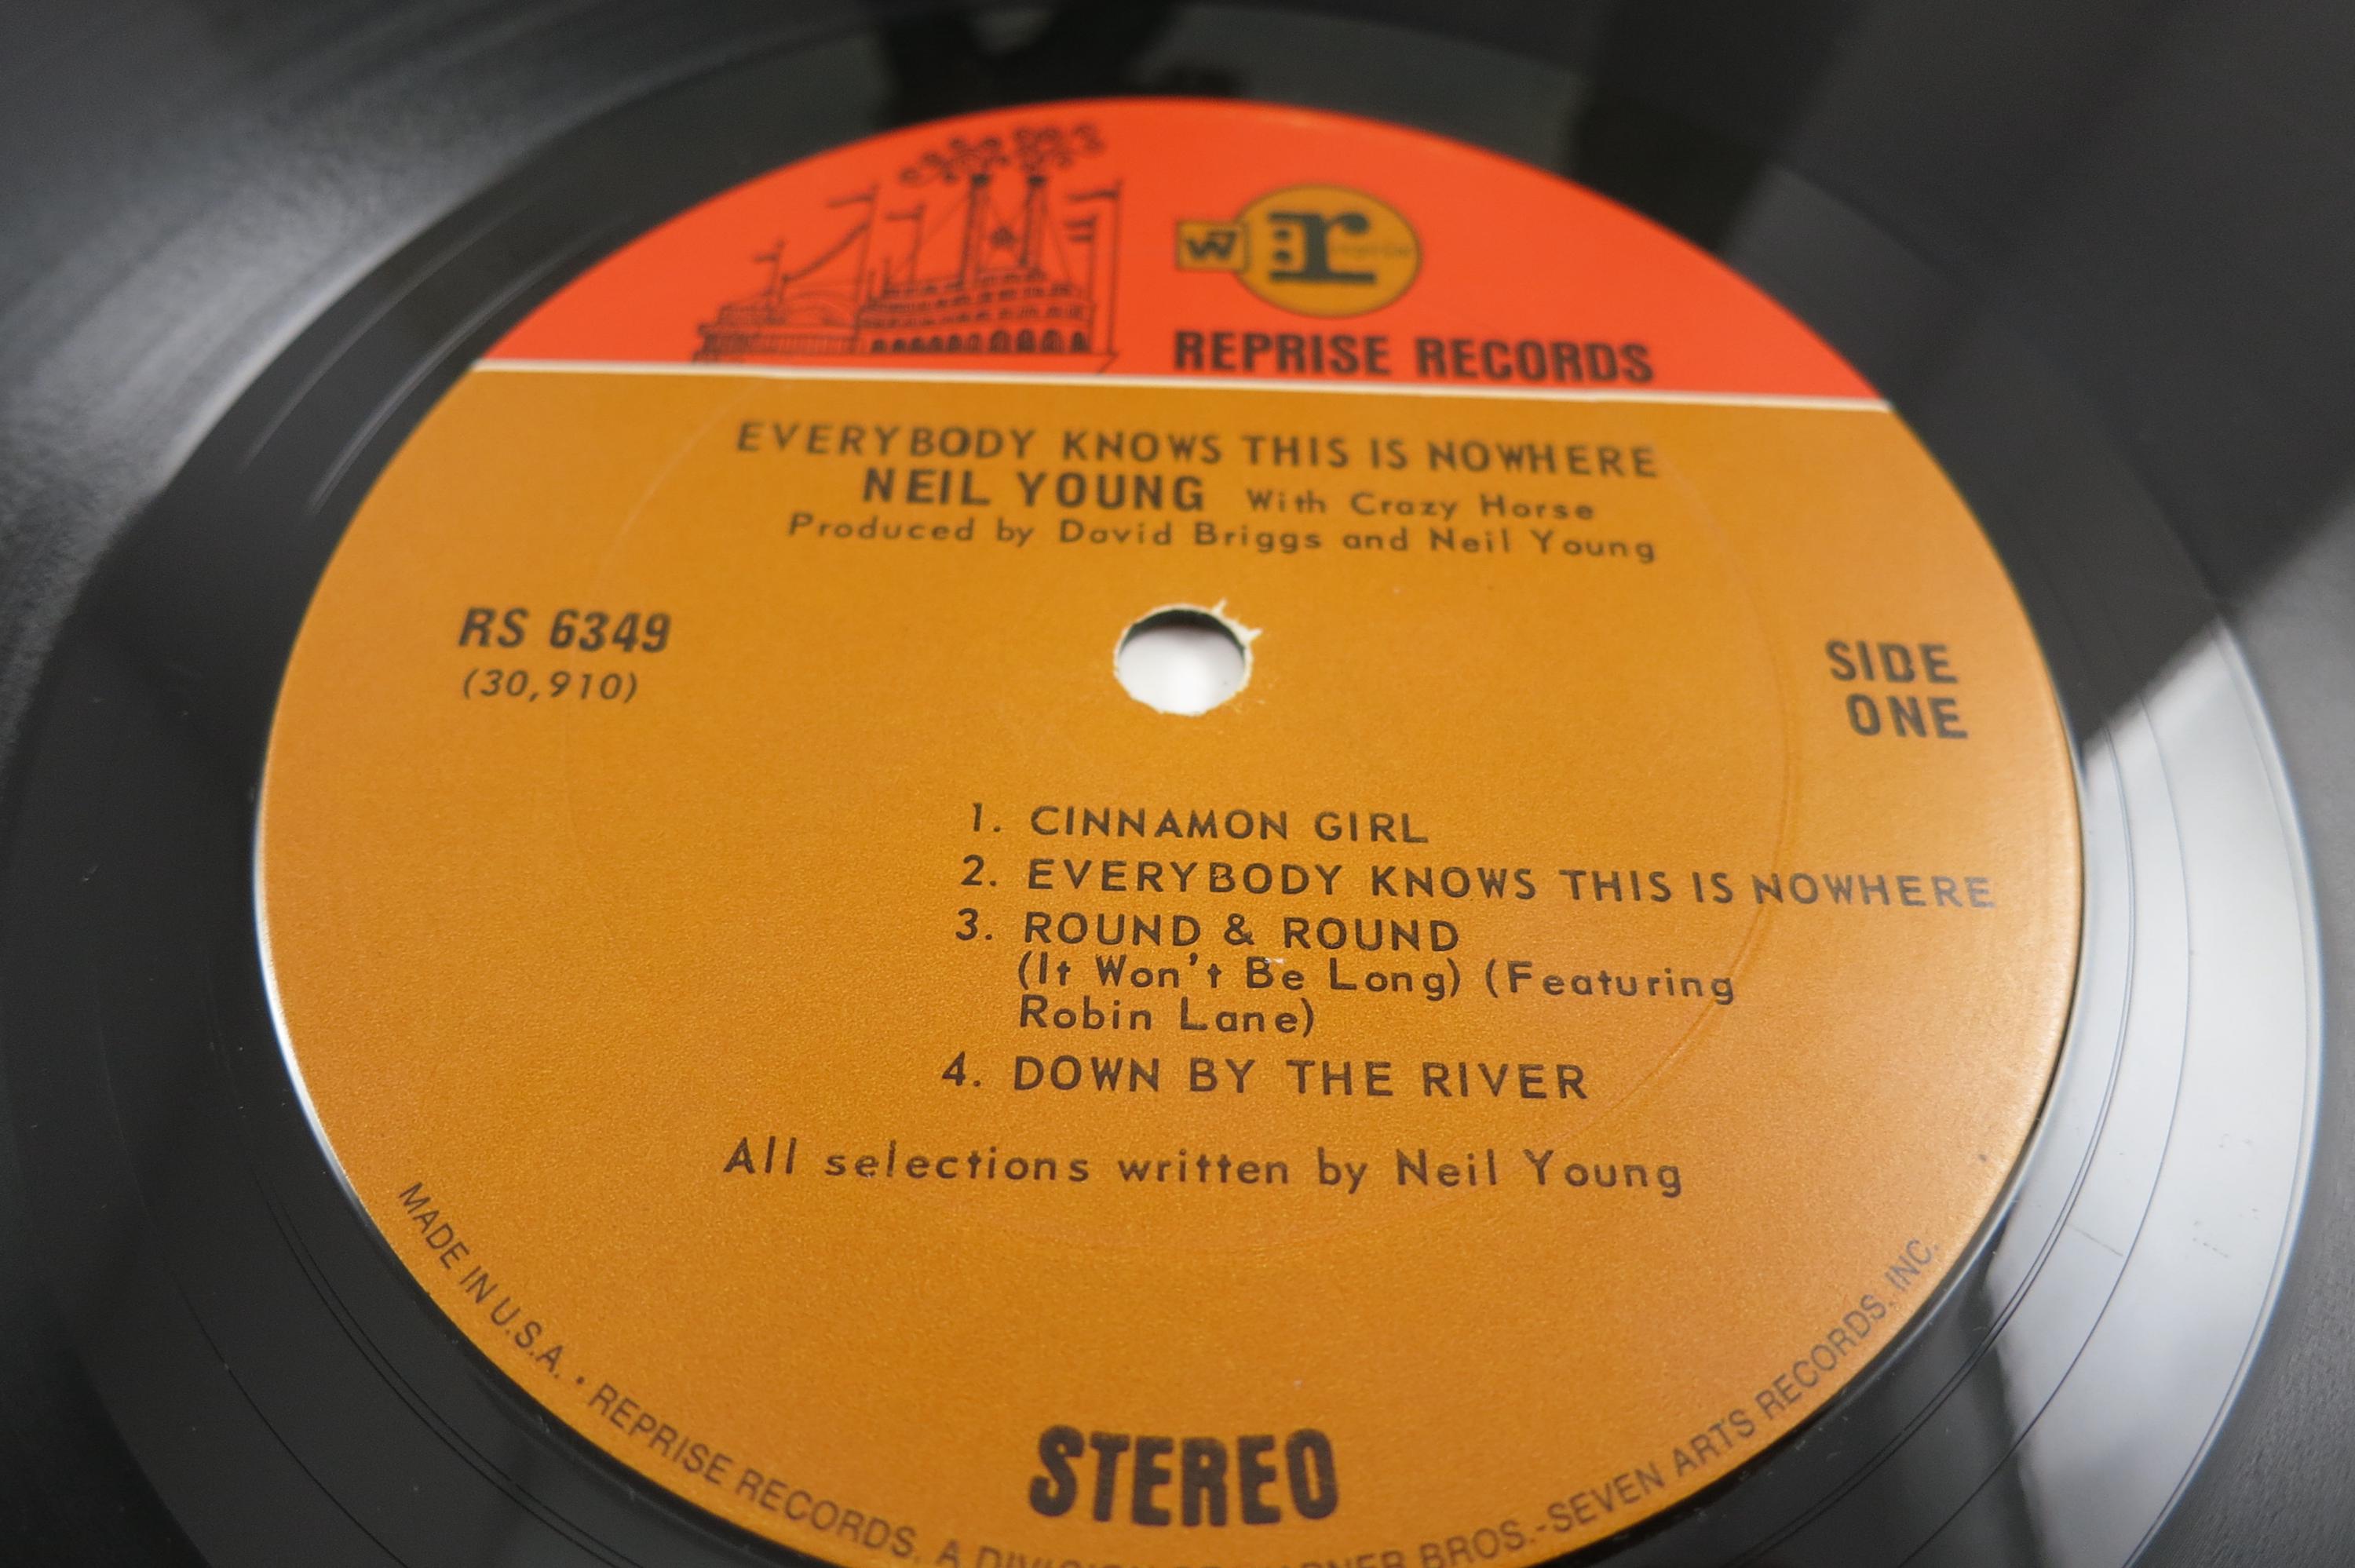 W :r
REPRISE RECORDS
EVERYBODY KNOWS THIS IS NOWHERE
NEIL YOUNG With Crazy Horse
Produced by David Briggs and Neil Young
RS 6349
(30,910)
SIDE
ONE
1. CINNAMON GIRL
2. EVERYBODY KNOWS THIS IS NOWHERE
3. ROUND & ROUND
(It Won't Be Long) (Featuring
Robin Lane)
4. DOWN BY THE RIVER
All selections written by Neil Young
STEREO
MADE IN U.S.A. • REPRISE RECORDS, A DIVISION OF WARNER BROS.-SEVEN ARTS RECORDS, INC.